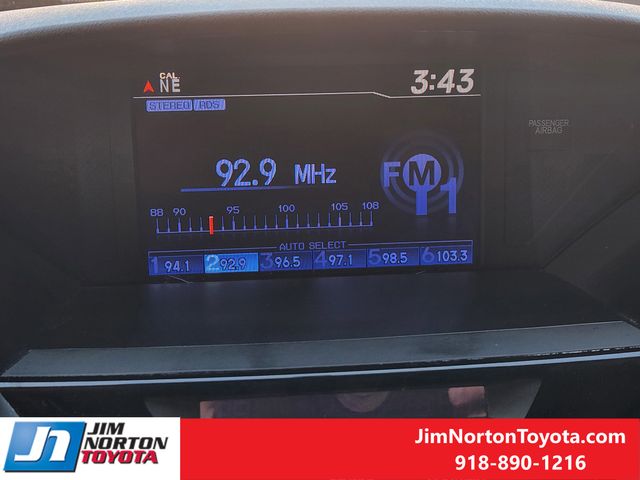 CAL
NE
3:43
STEREO RDS
PASSENGER
AIRBAG
92.9 MHz
FM1
88 90 95 100 105 108
AUTO SELECT
1 94.1 2 92.9 3 96.5 4 97.1 5 98.5 6 103.3
JIM
NORTON
TOYOTA
JimNortonToyota.com
918-890-1216